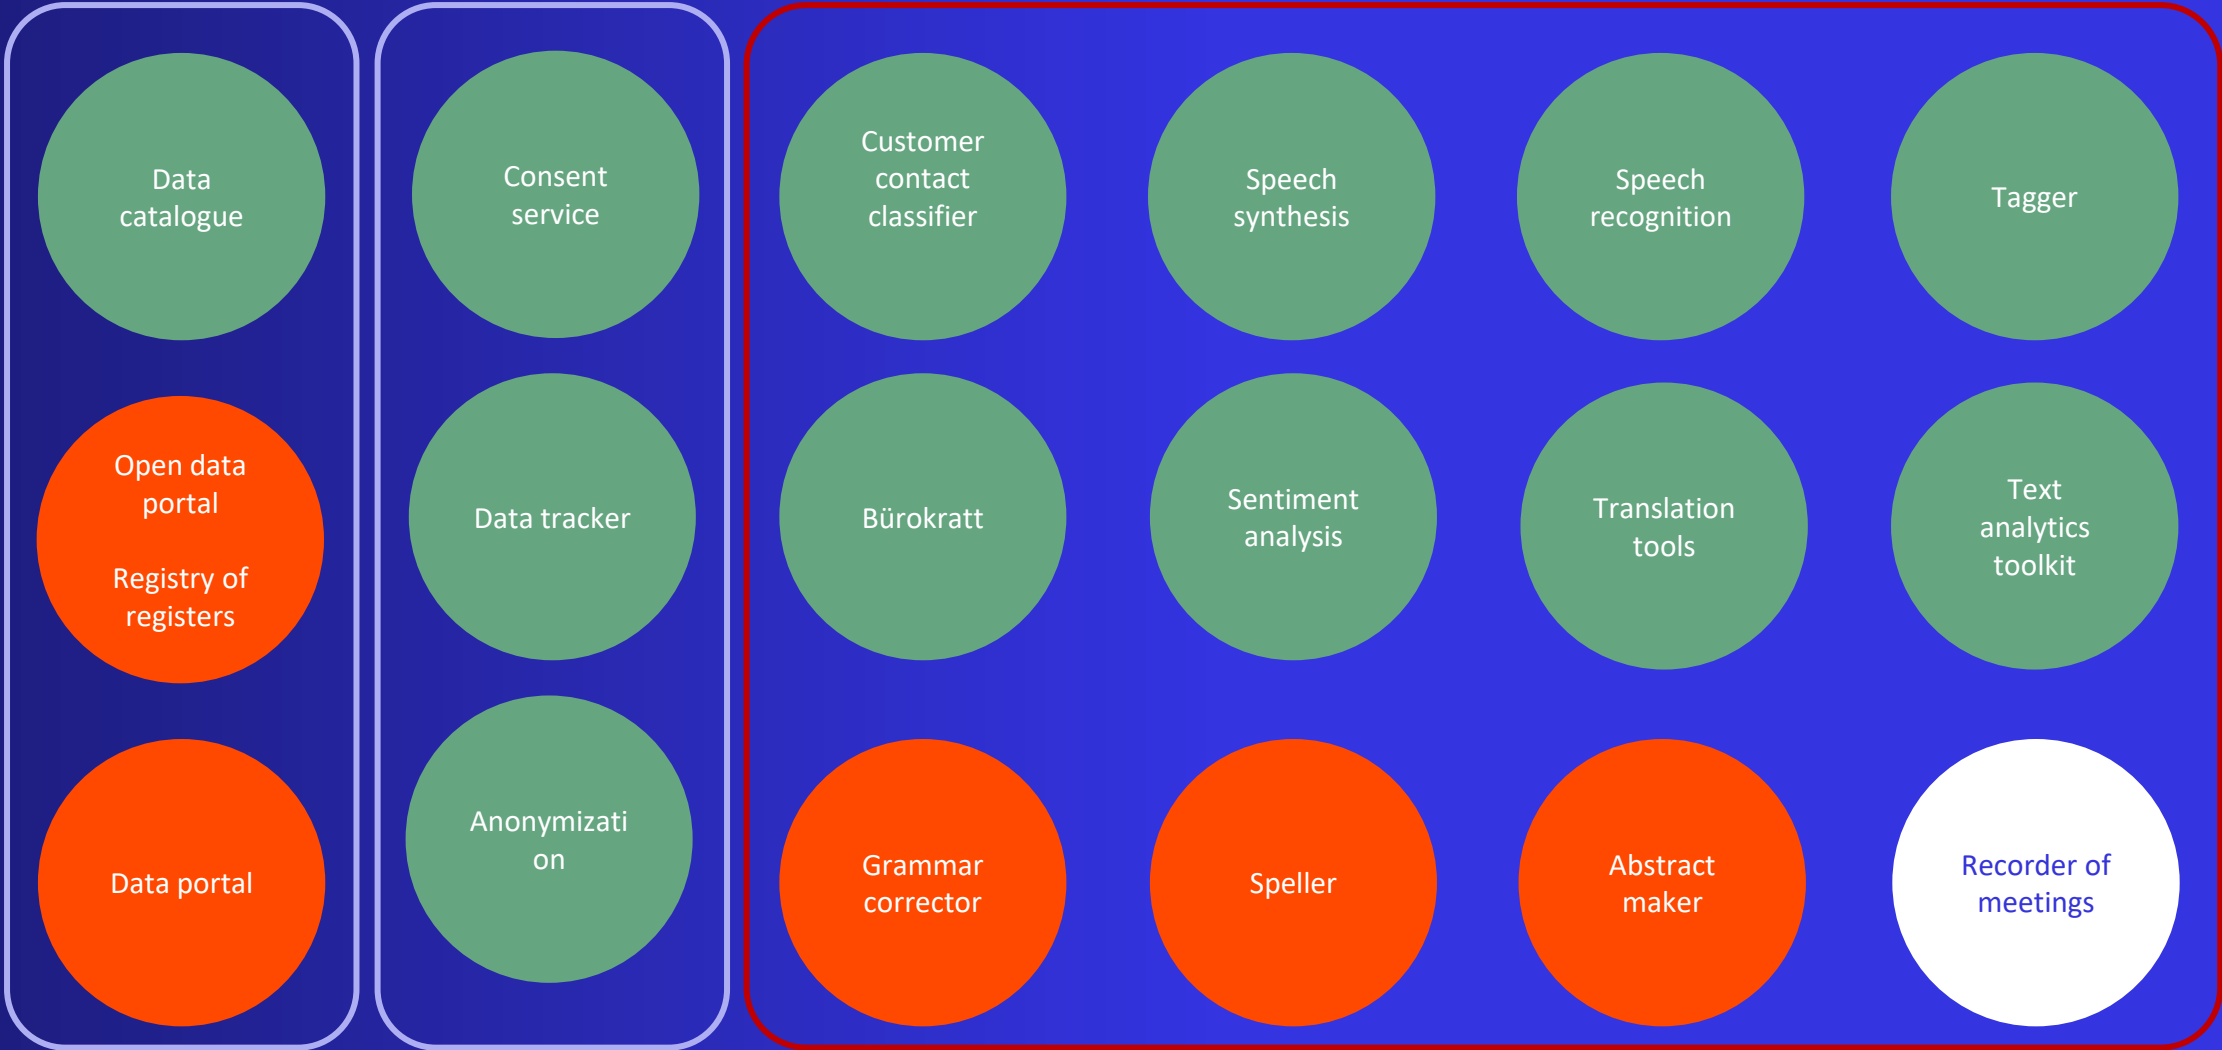 Data
catalogue
Open data
portal
Registry of
registers
Data portal
Consent
service
Data tracker
Anonymizati
on
Customer
contact
classifier
Speech
synthesis
Speech
recognition
Tagger
Bürokratt
Sentiment
analysis
Translation
tools
Text
analytics
toolkit
Grammar
corrector
Speller
Abstract
maker
Recorder of
meetings